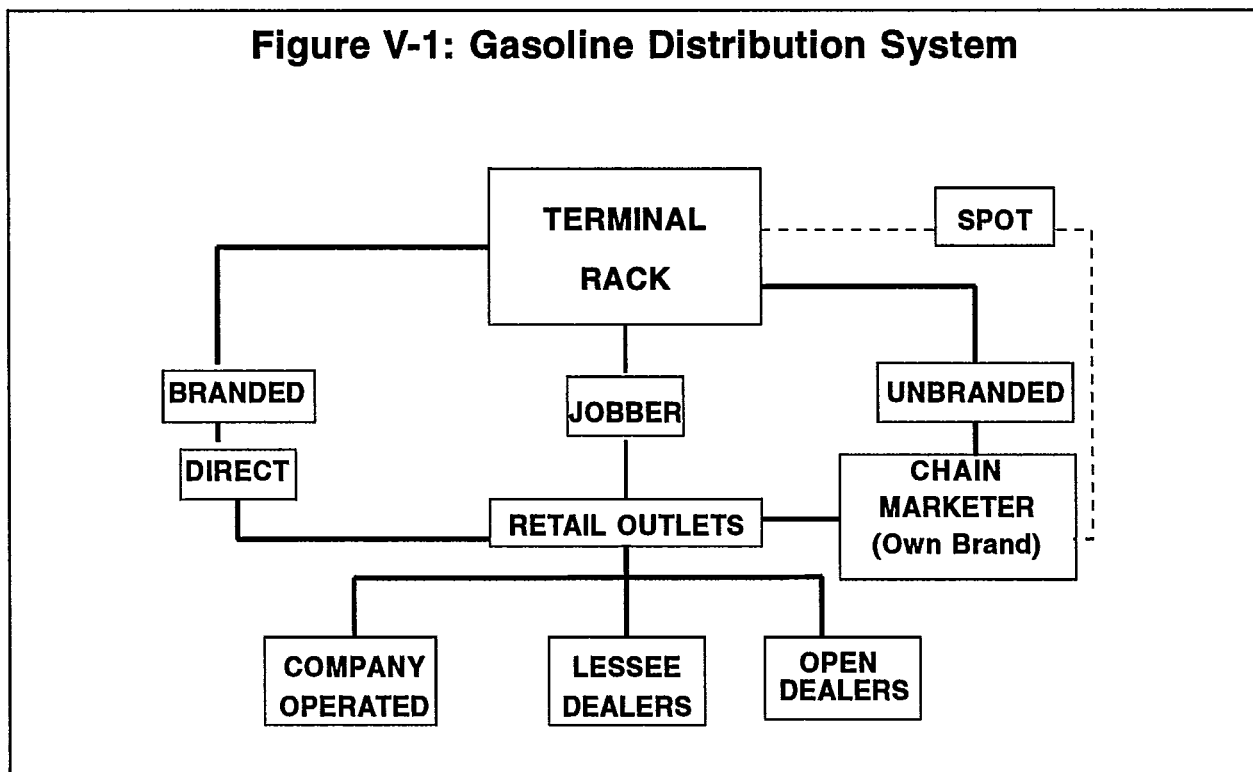 Figure V-1: Gasoline Distribution System
TERMINAL
RACK
SPOT
BRANDED
JOBBER
UNBRANDED
DIRECT
RETAIL OUTLETS
CHAIN
MARKETER
(Own Brand)
COMPANY
OPERATED
LESSEE
DEALERS
OPEN
DEALERS